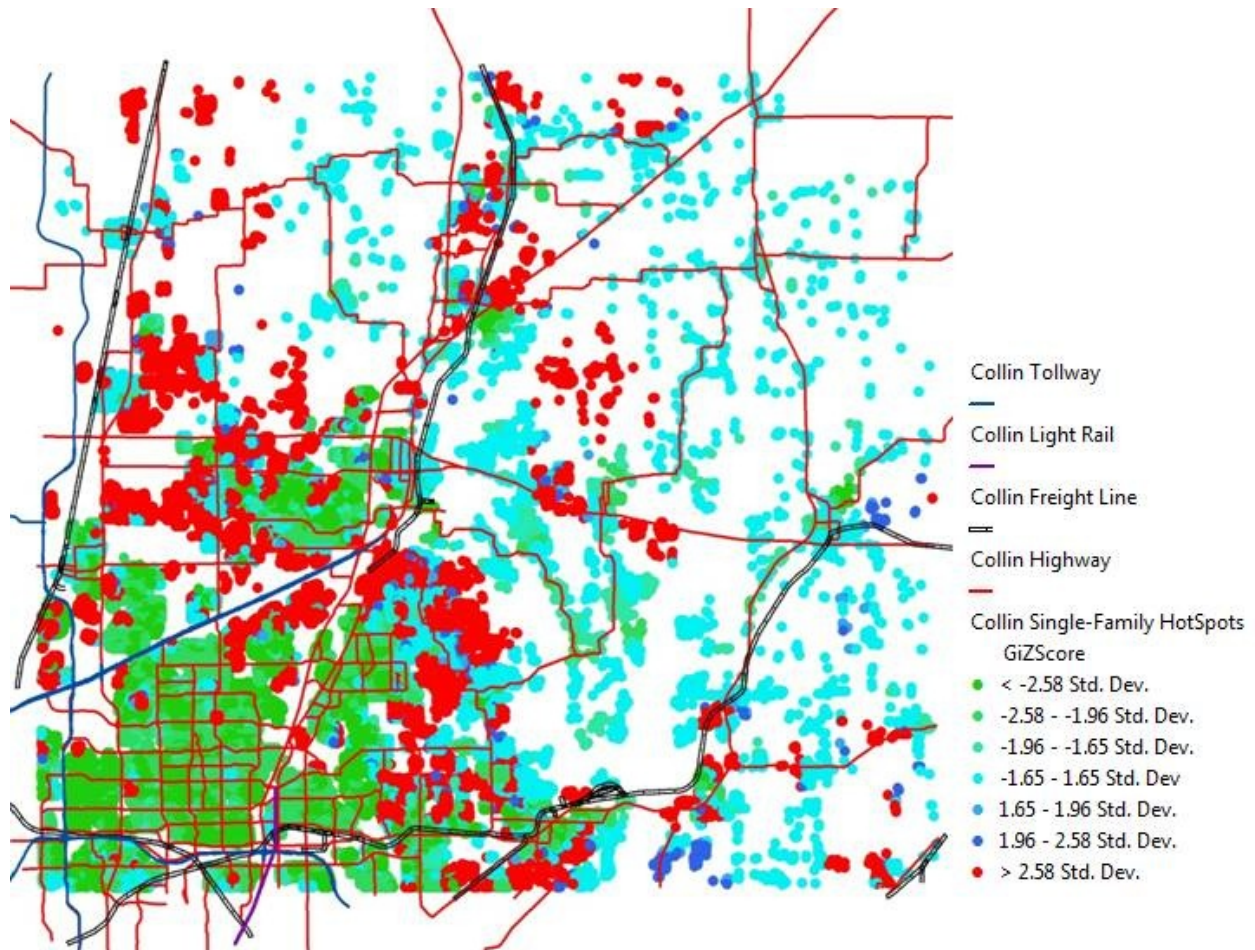 Collin Tollway
Collin Light Rail
Collin Freight Line
Collin Highway
Collin Single-Family HotSpots
GiZScore
< -2.58 Std. Dev.
-2.58 - -1.96 Std. Dev.
-1.96 - -1.65 Std. Dev.
-1.65 - 1.65 Std. Dev
1.65 - 1.96 Std. Dev.
1.96 - 2.58 Std. Dev.
> 2.58 Std. Dev.